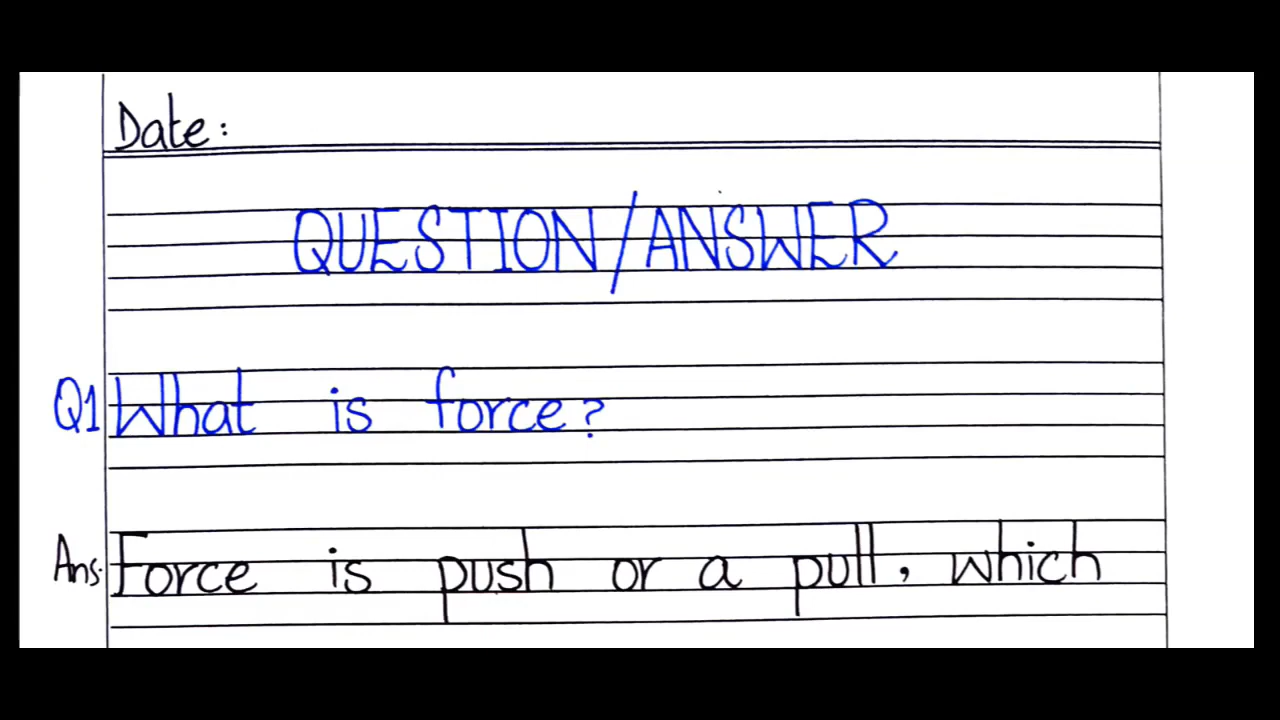 Date:
QUESTION/ANSWER
Q1 What is force?
Ans. Force is push or a pull, which